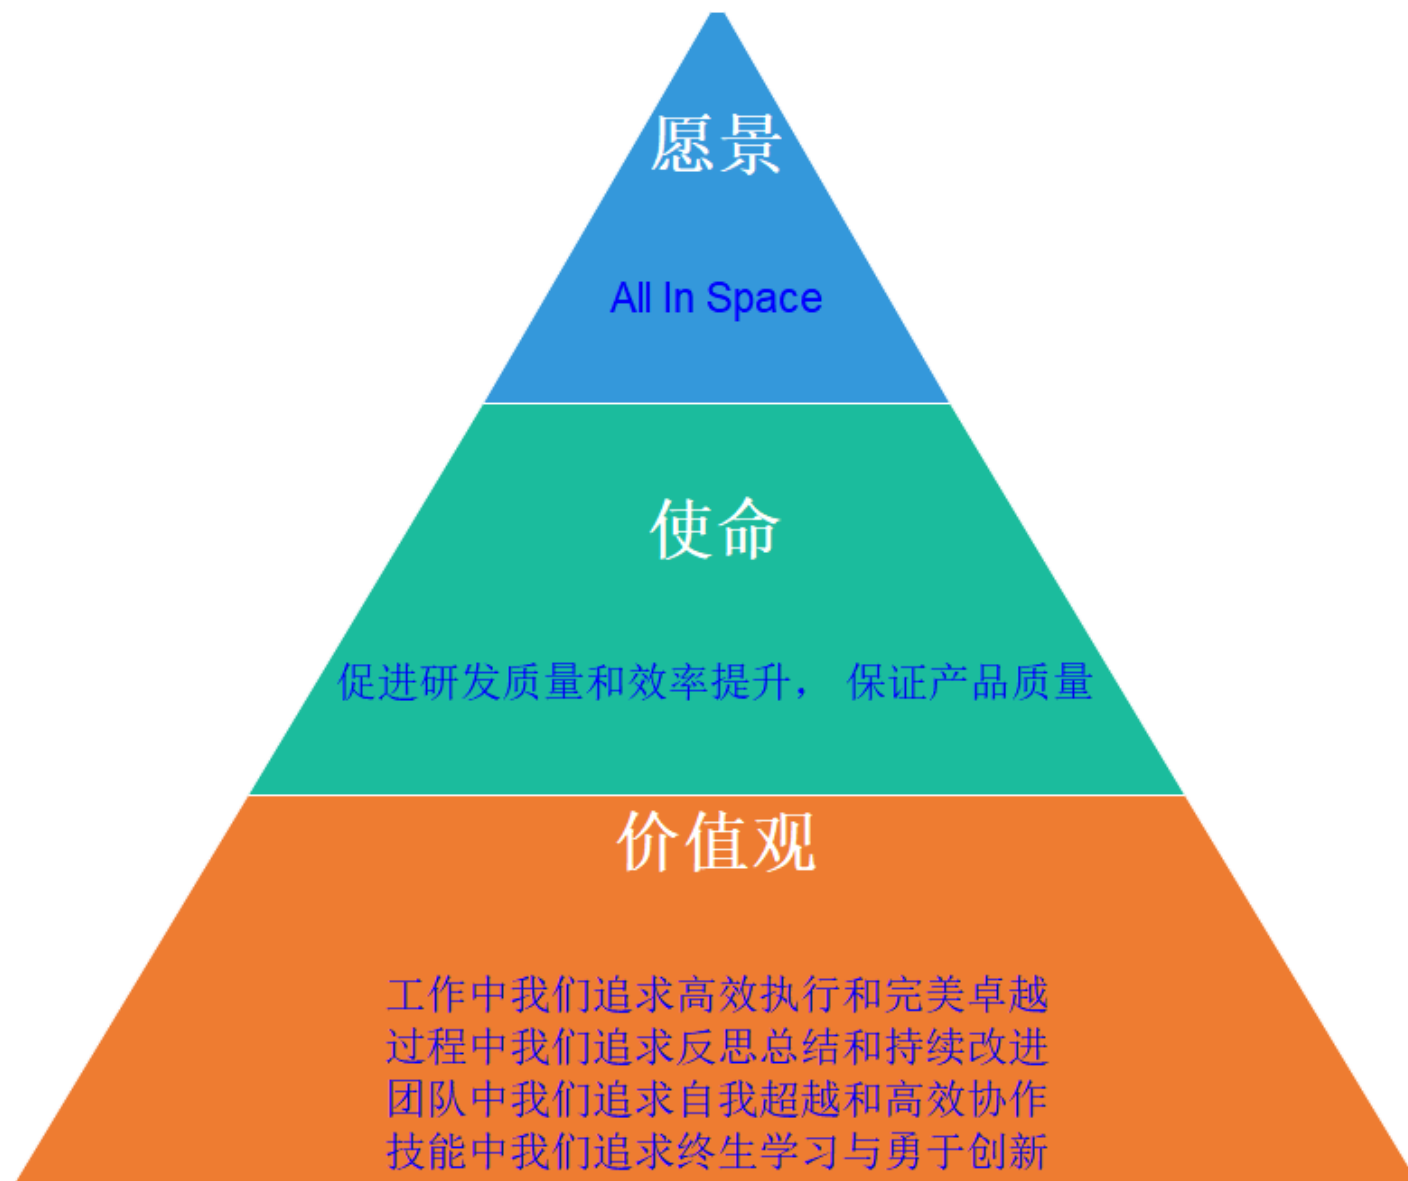 愿景
All In Space
使命
促进研发质量和效率提升， 保证产品质量
价值观
工作中我们追求高效执行和完美卓越
过程中我们追求反思总结和持续改进
团队中我们追求自我超越和高效协作
技能中我们追求终生学习与勇于创新